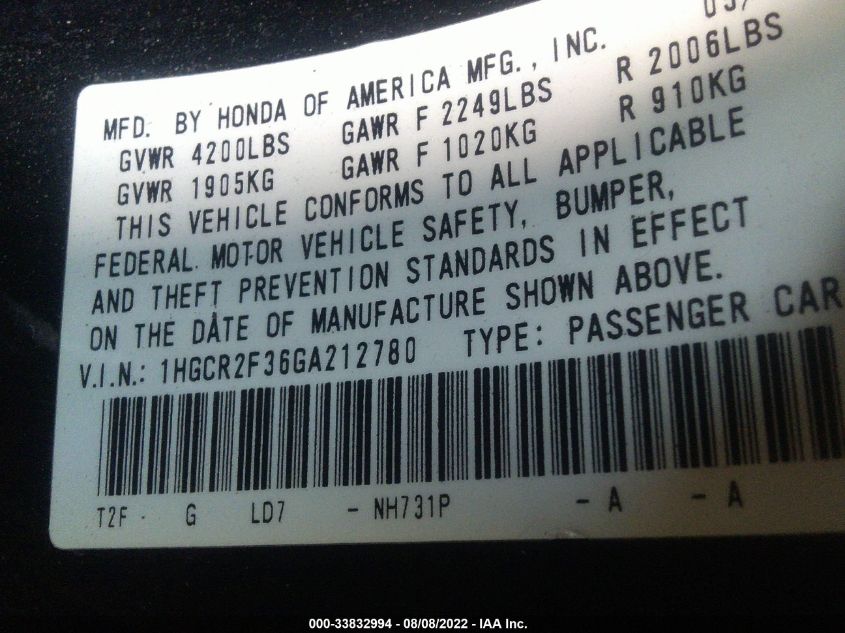 MFD. BY HONDA OF AMERICA MFG., INC.
GVWR 4200LBS GAWR F 2249LBS R 2006LBS
GVWR 1905KG GAWR F 1020KG R 910KG
THIS VEHICLE CONFORMS TO ALL APPLICABLE
FEDERAL MOTOR VEHICLE SAFETY, BUMPER,
AND THEFT PREVENTION STANDARDS IN EFFECT
ON THE DATE OF MANUFACTURE SHOWN ABOVE.
V.I.N.: 1HGCR2F36GA212780 TYPE: PASSENGER CAR
T2F - G LD7 - NH731P - A - A
000-33832994 - 08/08/2022 - IAA Inc.